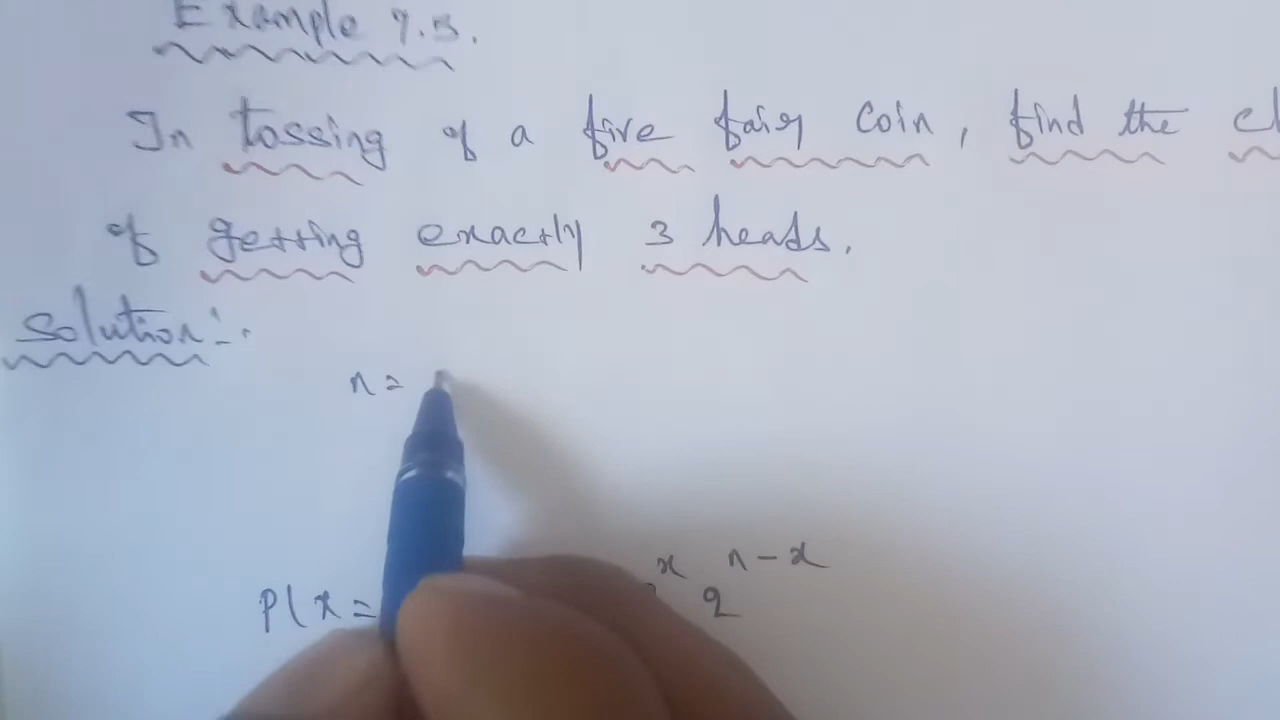 Example 7.5.
In tossing of a five fair coin, find the
of getting exactly 3 heads.
Solution:-
n =
P(x = x q n-x